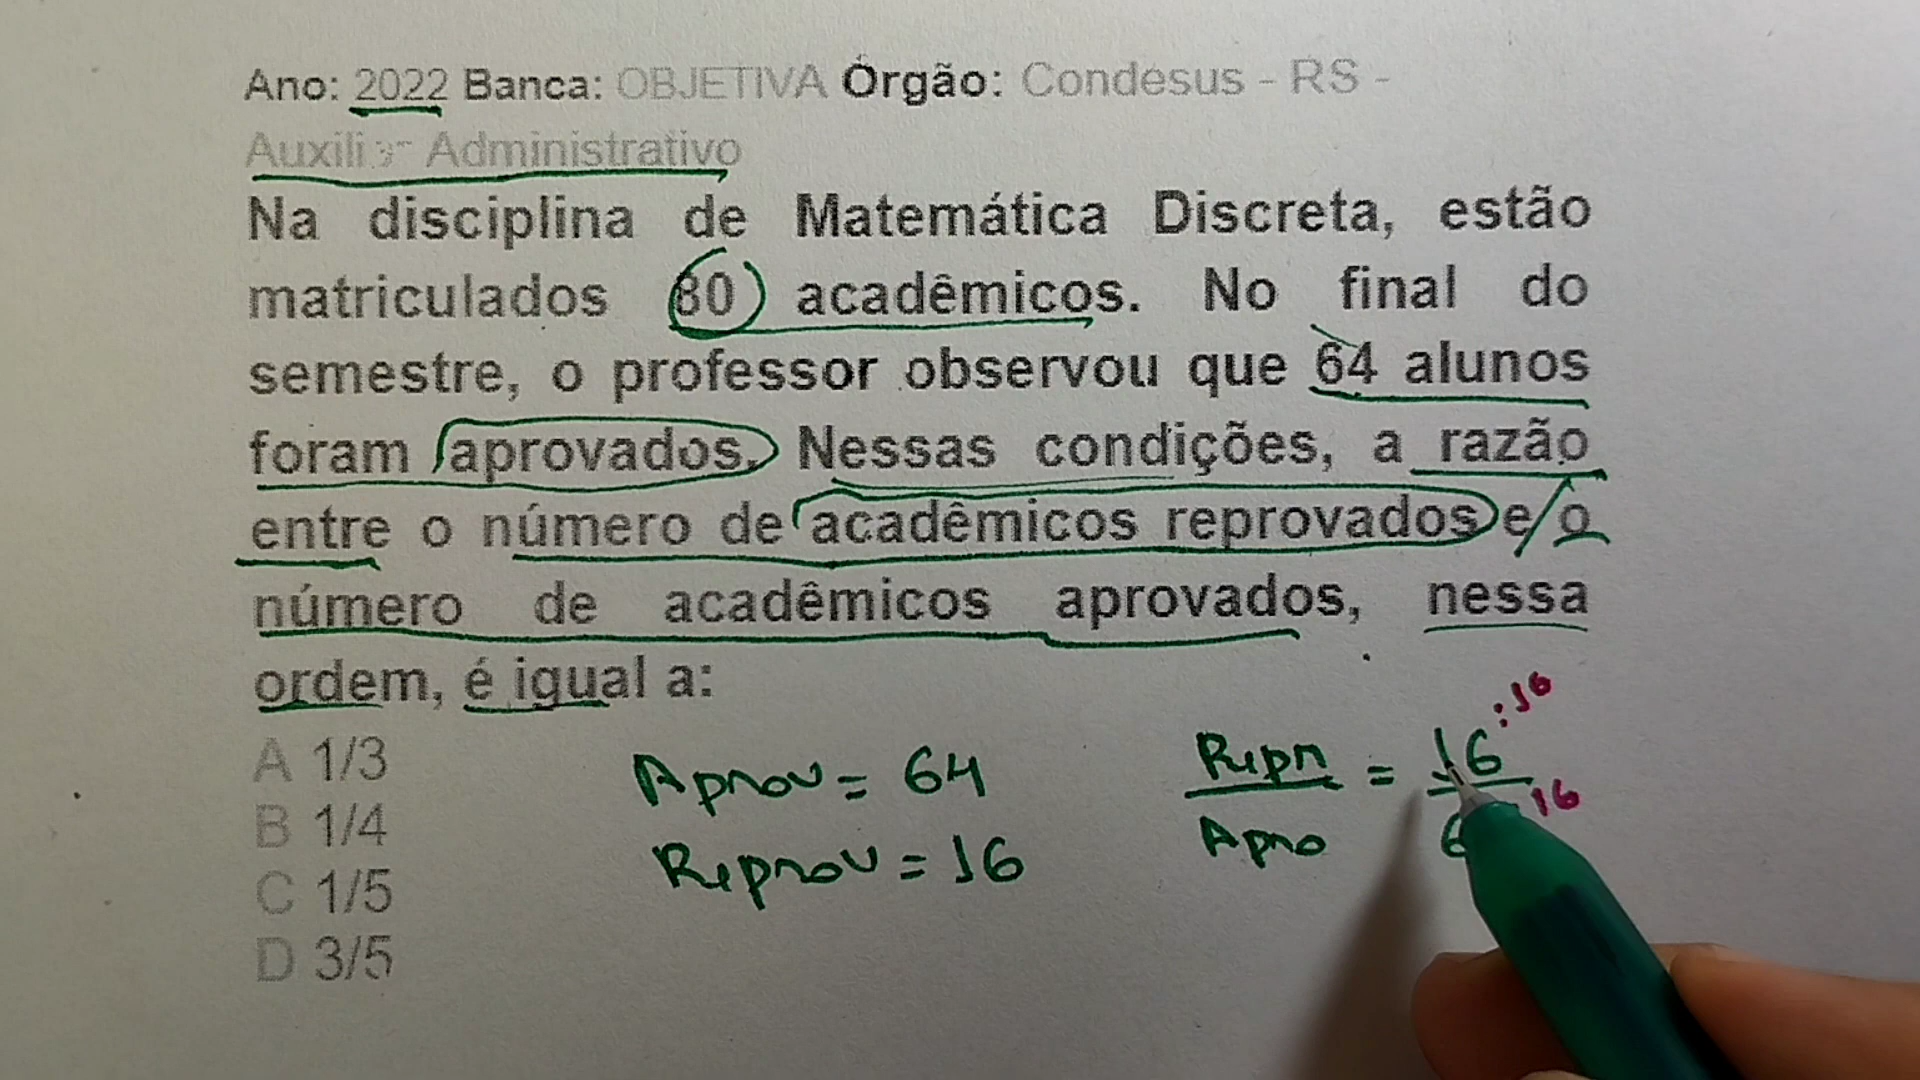 Ano: 2022 Banca: OBJETIVA Órgão: Condesus - RS -
Auxiliar Administrativo
Na disciplina de Matemática Discreta, estão
matriculados 80 acadêmicos. No final do
semestre, o professor observou que 64 alunos
foram aprovados. Nessas condições, a razão
entre o número de acadêmicos reprovados e/o
número de acadêmicos aprovados, nessa
ordem, é igual a:
A 1/3
B 1/4
C 1/5
D 3/5
Aprov = 64
Reprov = 16
Repr = 16 :16
Apro 6 16